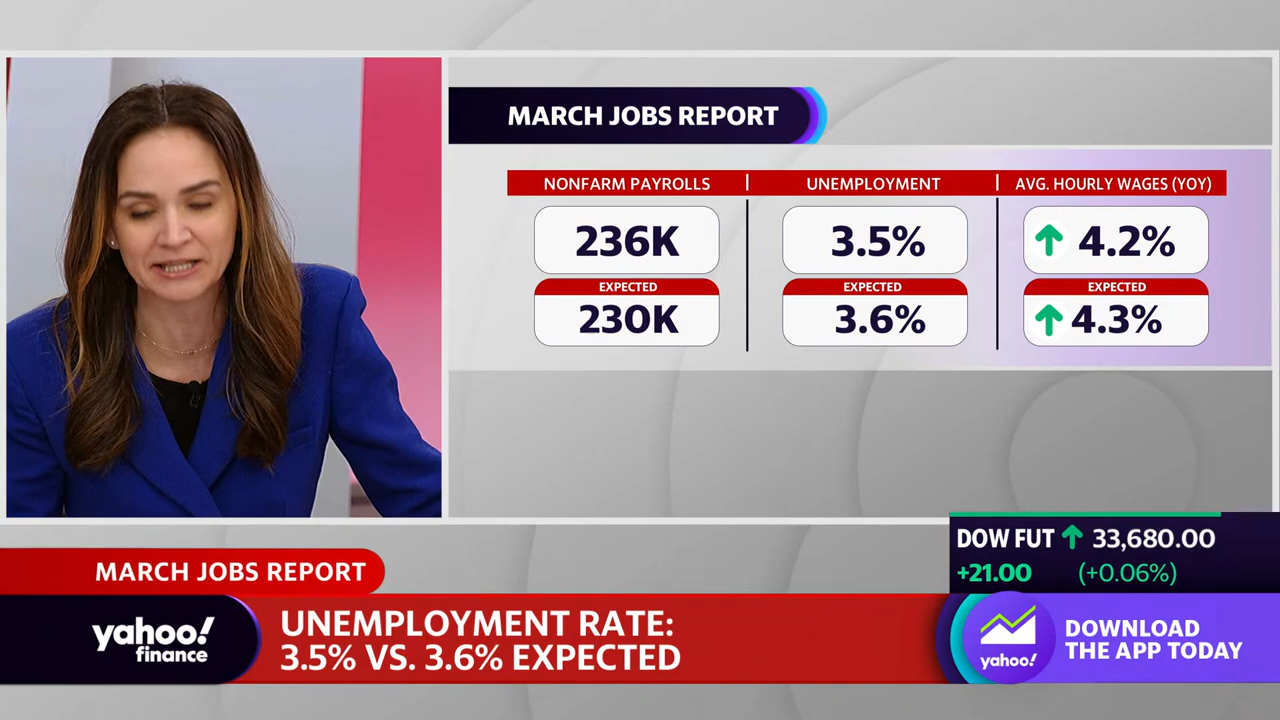 MARCH JOBS REPORT
NONFARM PAYROLLS | UNEMPLOYMENT | AVG. HOURLY WAGES (YOY)
236K 3.5% 4.2%
EXPECTED EXPECTED EXPECTED
230K 3.6% 4.3%
DOW FUT 33,680.00
+21.00 (+0.06%)
MARCH JOBS REPORT
yahoo!
finance
UNEMPLOYMENT RATE:
3.5% VS. 3.6% EXPECTED
yahoo!
DOWNLOAD
THE APP TODAY